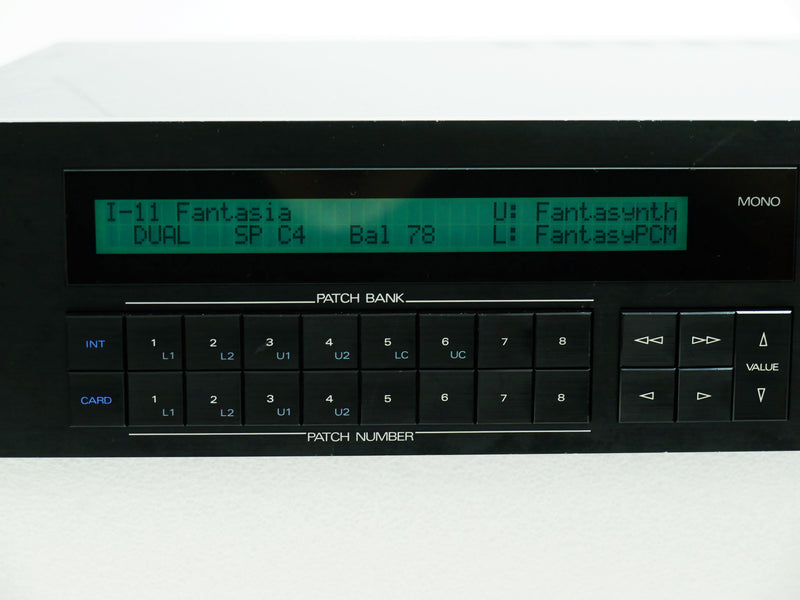 I-11 Fantasia U: Fantasynth
DUAL SP C4 Bal 78 L: FantasyPCM
MONO
PATCH BANK
INT 1 L1 2 L2 3 U1 4 U2 5 LC 6 UC 7 8
CARD 1 L1 2 L2 3 U1 4 U2 5 6 7 8
PATCH NUMBER
VALUE